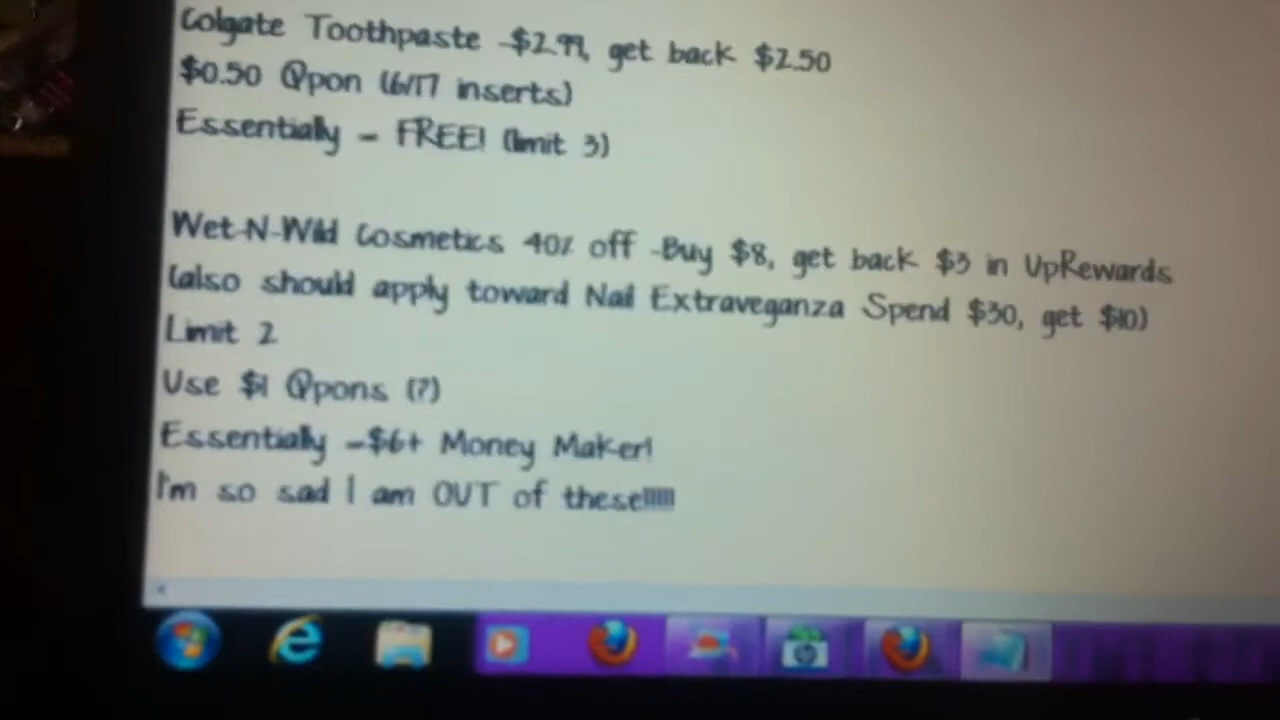 Colgate Toothpaste -$2.99, get back $2.50
$0.50 Qpon (6/17 inserts)
Essentially - FREE! (limit 3)
Wet-N-Wild Cosmetics 40% off -Buy $8, get back $3 in UpRewards
(also should apply toward Nail Extraveganza Spend $30, get $10)
Limit 2
Use $1 Qpons (?)
Essentially -$6+ Money Maker!
I'm so sad I am OUT of these!!!!!!